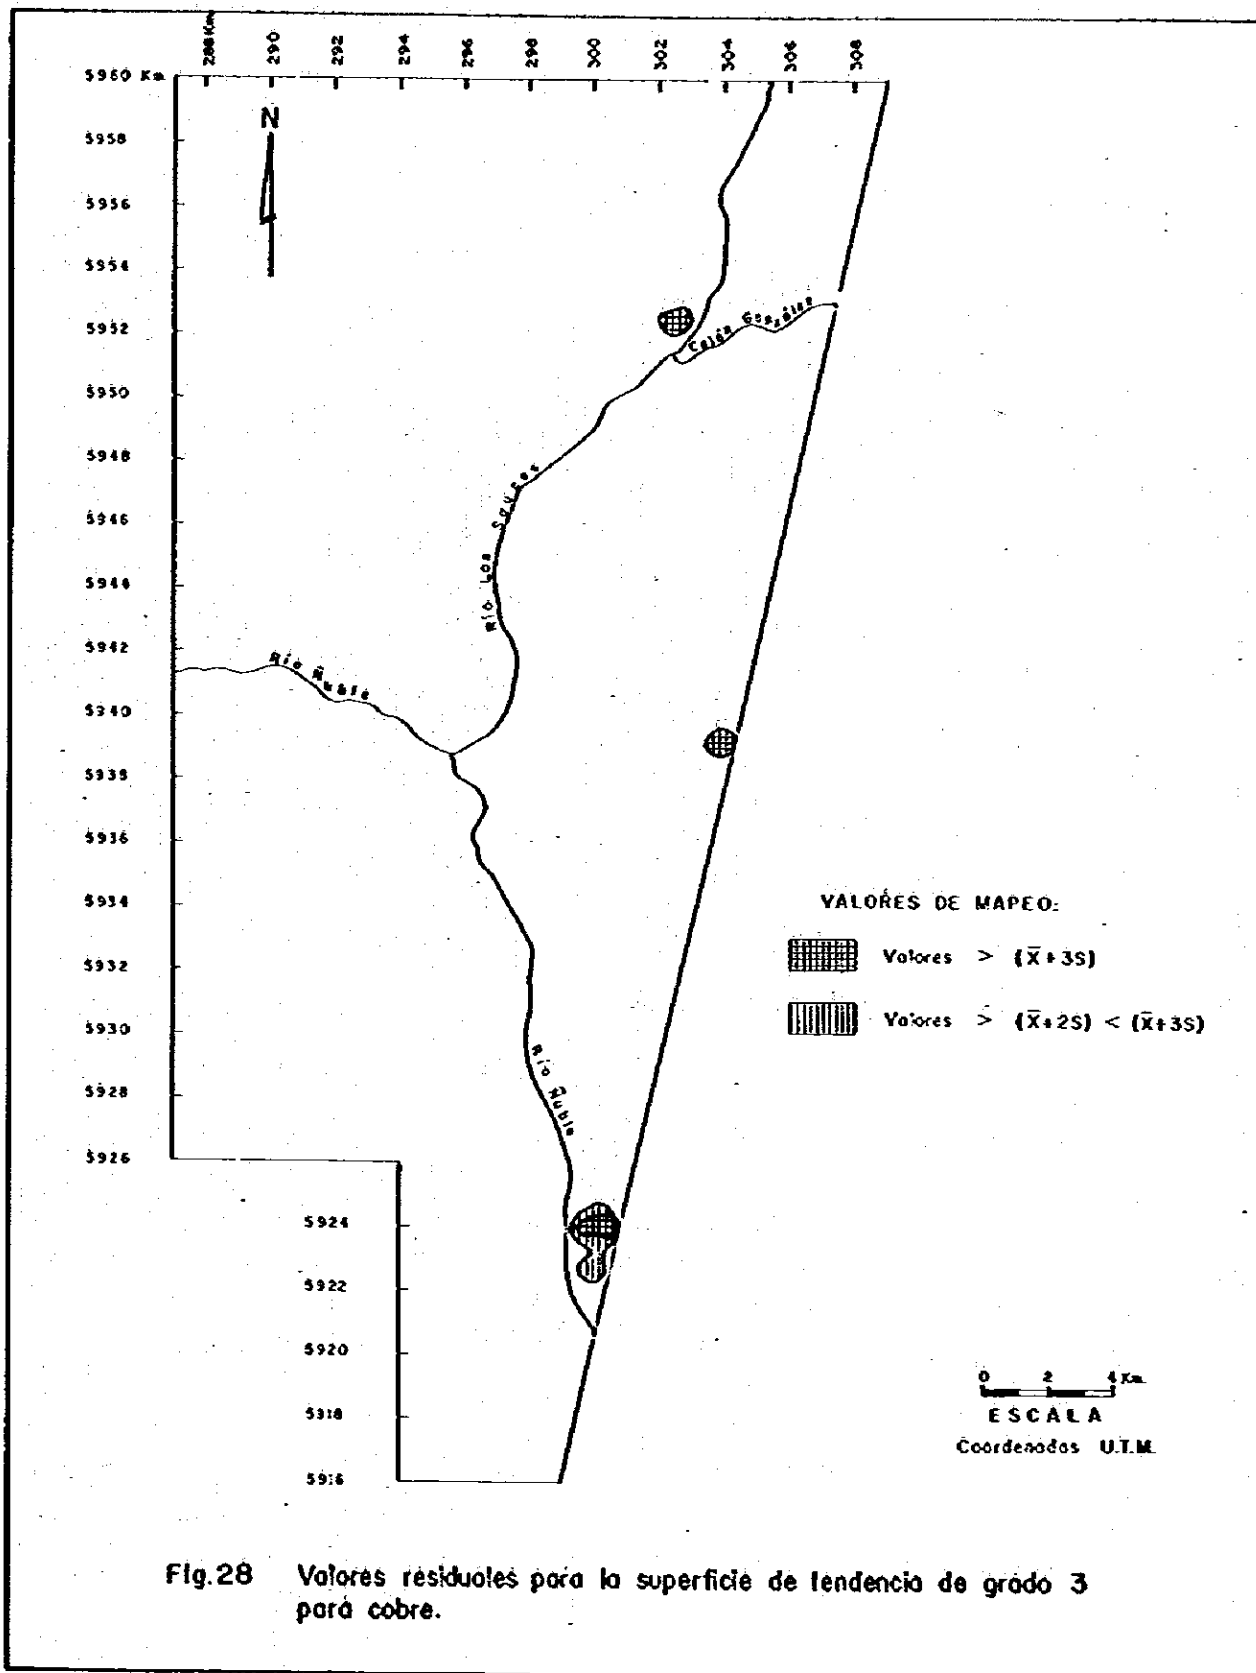 288 Km 290 292 294 296 298 300 302 304 306 308
5960 Km
N
5958
5956
5954
5952
Cajón González
5950
5948
Río Los Sauces
5946
5944
5942
Río Ñuble
5940
5938
5936
5934
VALORES DE MAPEO:
5932
Valores > (X̄+3S)
5930
Valores > (X̄+2S) < (X̄+3S)
Río Ñuble
5928
5926
5924
5922
5920
0 2 4 Km.
5918
ESCALA
Coordenadas U.T.M.
5916
Fig.28 Valores residuales para la superficie de tendencia de grado 3
para cobre.